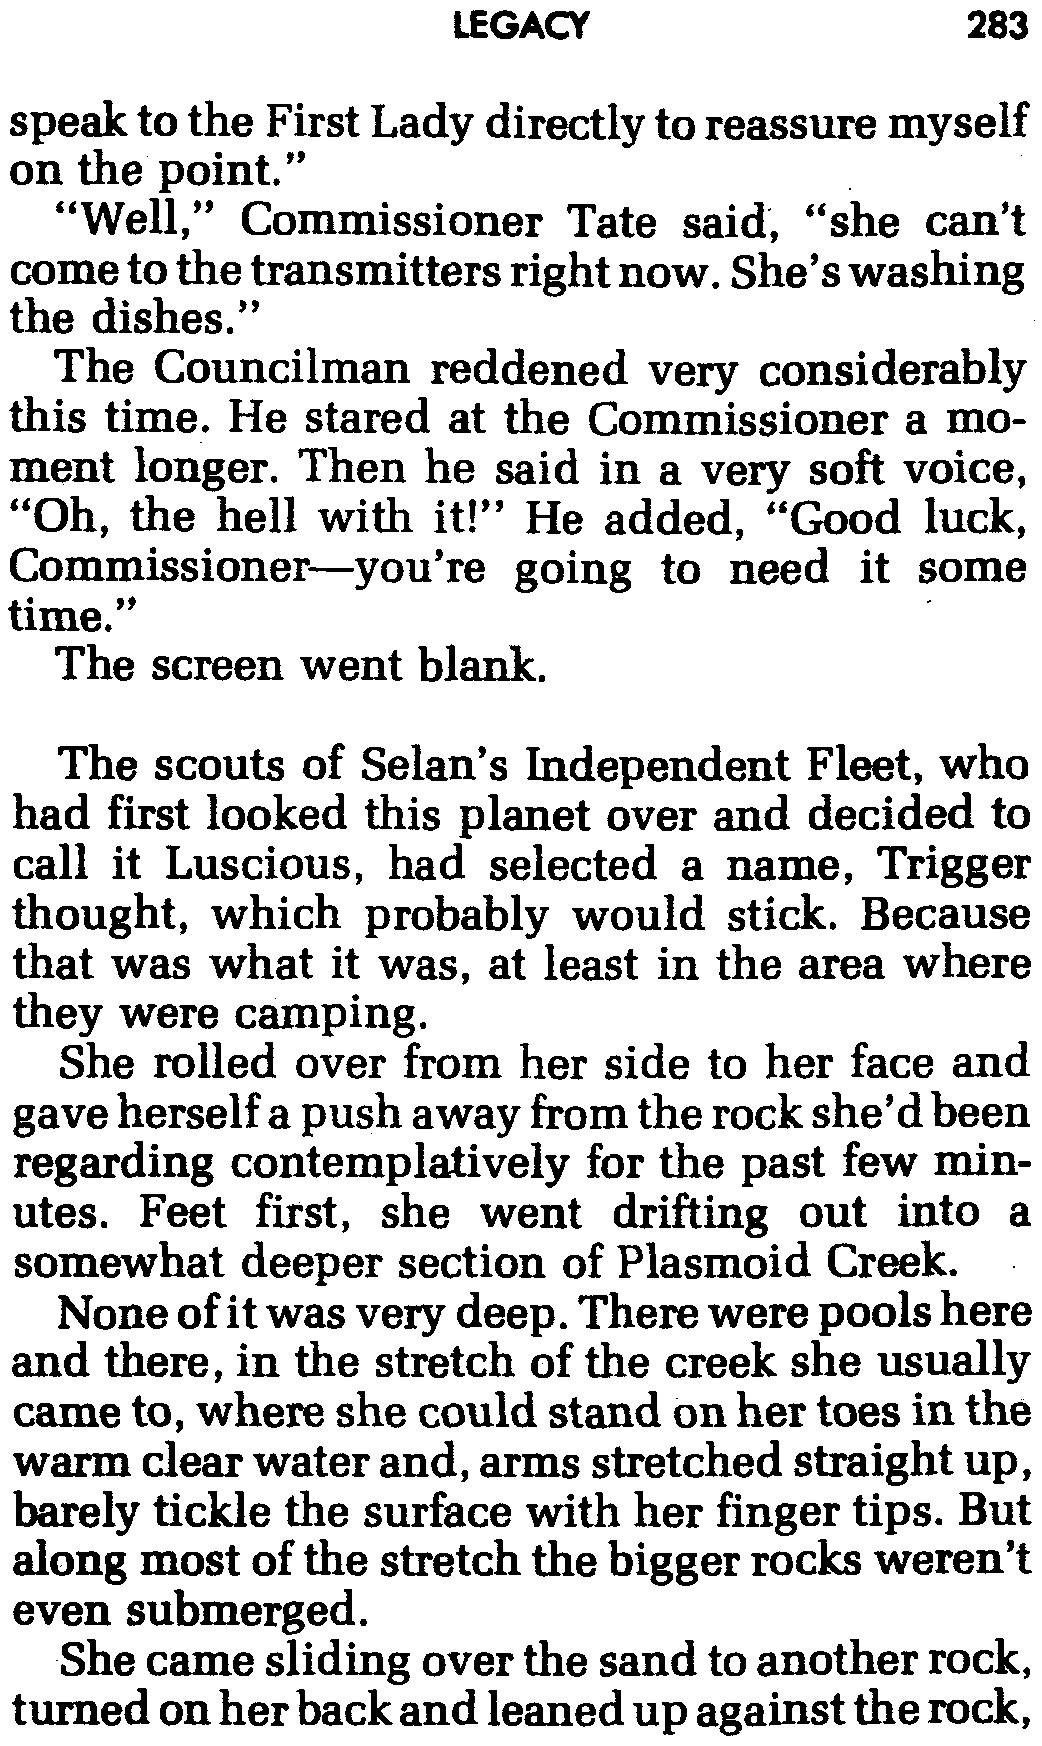 LEGACY 283
speak to the First Lady directly to reassure myself
on the point."
"Well," Commissioner Tate said, "she can't
come to the transmitters right now. She's washing
the dishes."
The Councilman reddened very considerably
this time. He stared at the Commissioner a mo-
ment longer. Then he said in a very soft voice,
"Oh, the hell with it!" He added, "Good luck,
Commissioner—you're going to need it some
time."
The screen went blank.
The scouts of Selan's Independent Fleet, who
had first looked this planet over and decided to
call it Luscious, had selected a name, Trigger
thought, which probably would stick. Because
that was what it was, at least in the area where
they were camping.
She rolled over from her side to her face and
gave herself a push away from the rock she'd been
regarding contemplatively for the past few min-
utes. Feet first, she went drifting out into a
somewhat deeper section of Plasmoid Creek.
None of it was very deep. There were pools here
and there, in the stretch of the creek she usually
came to, where she could stand on her toes in the
warm clear water and, arms stretched straight up,
barely tickle the surface with her finger tips. But
along most of the stretch the bigger rocks weren't
even submerged.
She came sliding over the sand to another rock,
turned on her back and leaned up against the rock,